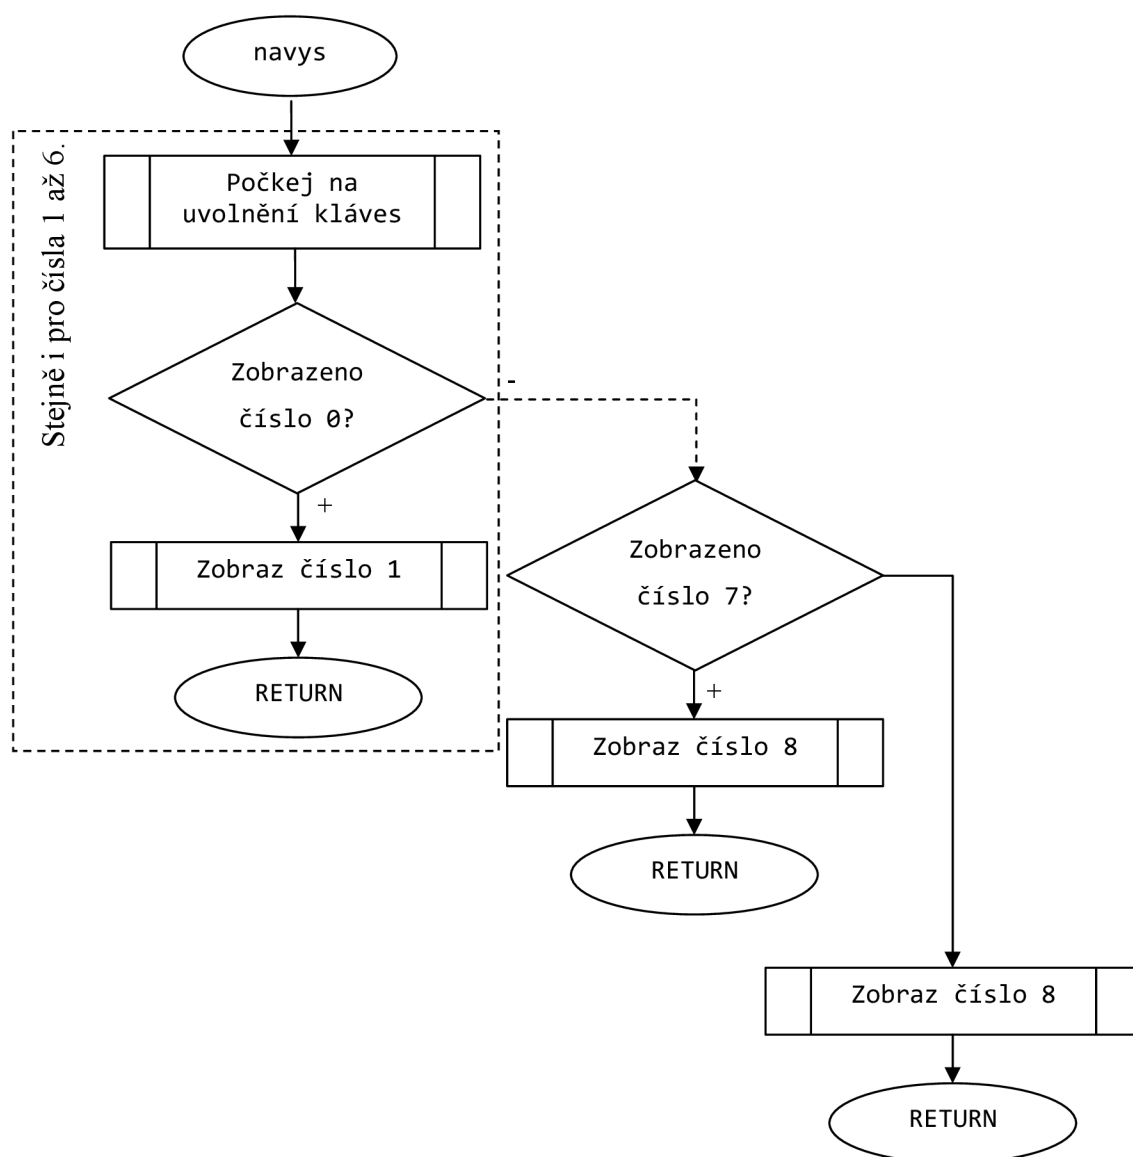 navys
Stejně i pro čísla 1 až 6.
Počkej na
uvolnění kláves
Zobrazeno
číslo 0?
-
+
Zobraz číslo 1
RETURN
Zobrazeno
číslo 7?
+
Zobraz číslo 8
RETURN
Zobraz číslo 8
RETURN